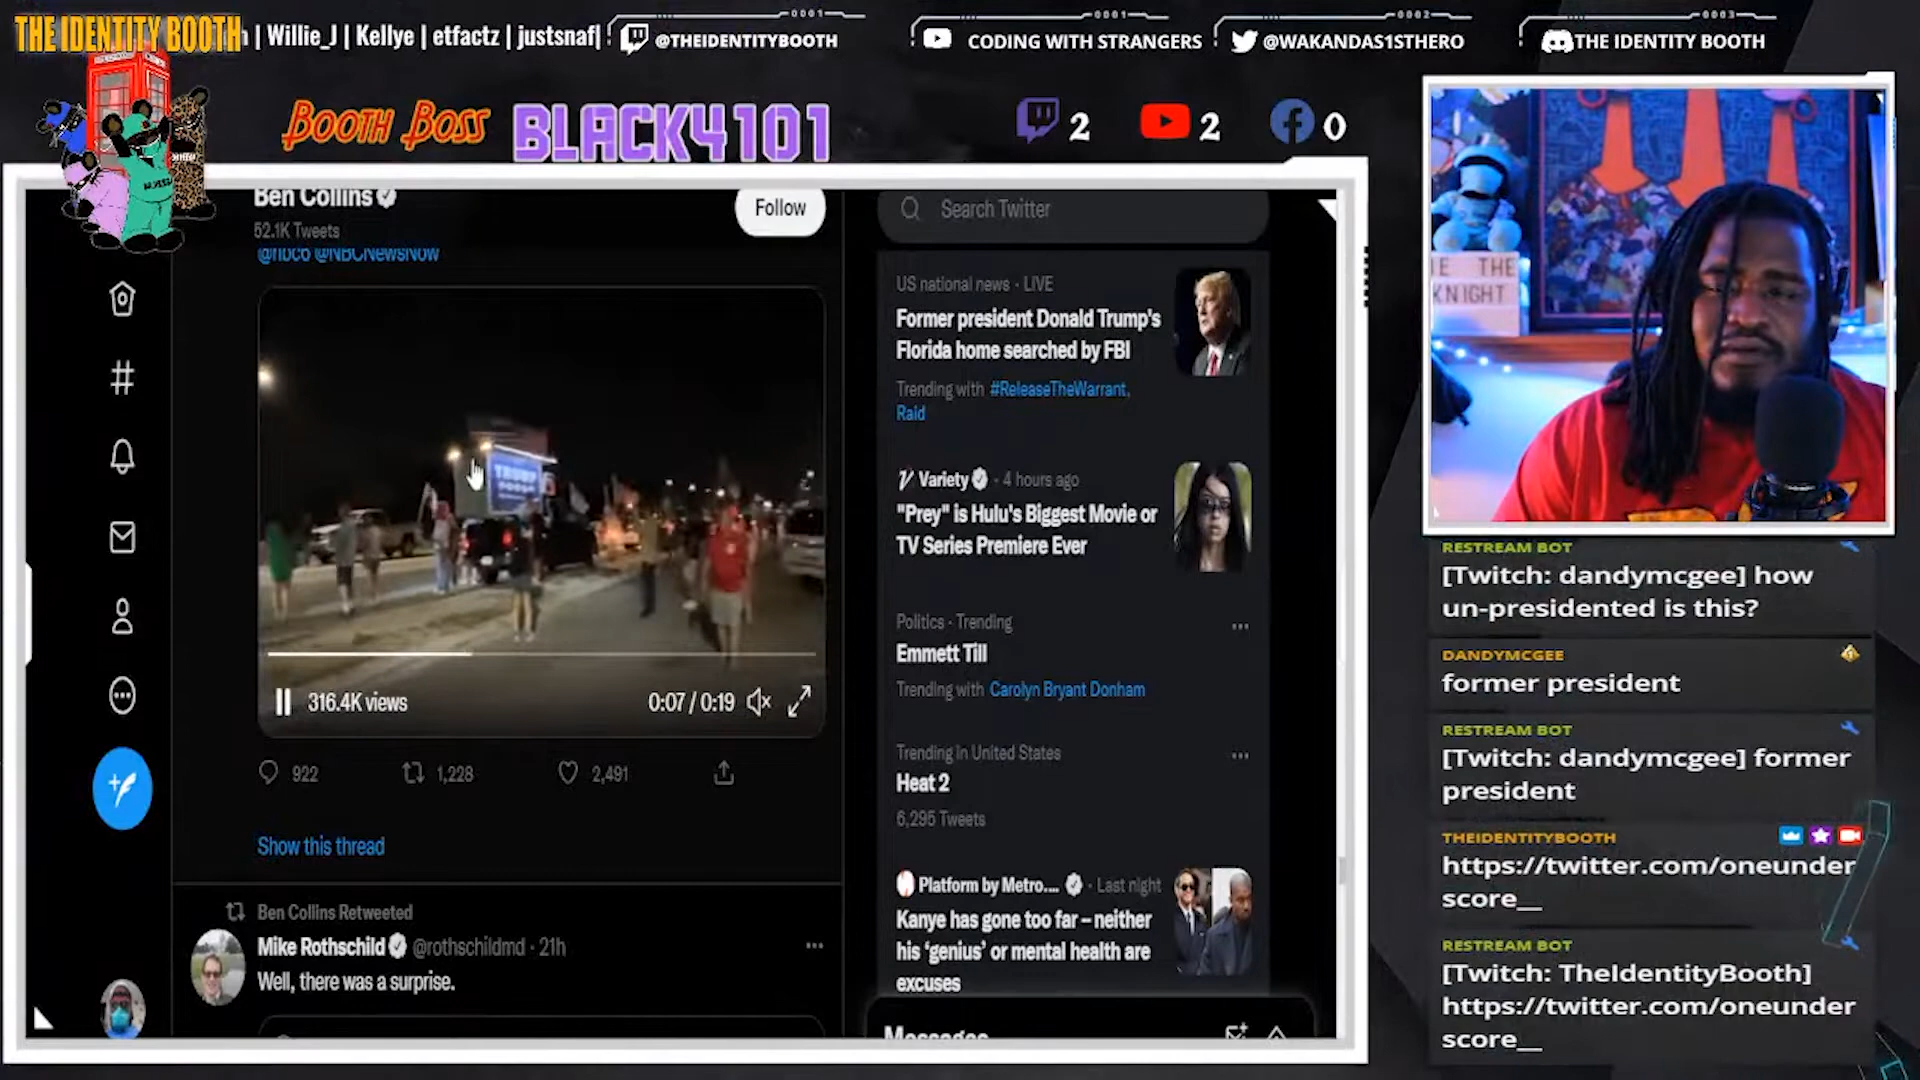 THE IDENTITY BOOTH
| Willie_J | Kellye | etfactz | justsnaf|
@THEIDENTITYBOOTH
0001
CODING WITH STRANGERS
0001
@WAKANDAS1STHERO
0002
THE IDENTITY BOOTH
0003
BOOTH BOSS
BLACK4101
2
2
0
Ben Collins
52.1K Tweets
@nbc6 @NBCNewsNow
Follow
TRUMP
316.4K views
0:07 / 0:19
922
1,228
2,491
Show this thread
Ben Collins Retweeted
Mike Rothschild @rothschildmd · 21h
Well, there was a surprise.
Search Twitter
US national news · LIVE
Former president Donald Trump's
Florida home searched by FBI
Trending with #ReleaseTheWarrant,
Raid
Variety · 4 hours ago
"Prey" is Hulu's Biggest Movie or
TV Series Premiere Ever
Politics · Trending
Emmett Till
Trending with Carolyn Bryant Donham
Trending in United States
Heat 2
6,295 Tweets
Platform by Metro.... · Last night
Kanye has gone too far – neither
his ‘genius’ or mental health are
excuses
Messages
IE THE
KNIGHT
RESTREAM BOT
[Twitch: dandymcgee] how
un-presidented is this?
DANDYMCGEE
former president
RESTREAM BOT
[Twitch: dandymcgee] former
president
THEIDENTITYBOOTH
https://twitter.com/oneunder
score__
RESTREAM BOT
[Twitch: TheIdentityBooth]
https://twitter.com/oneunder
score__